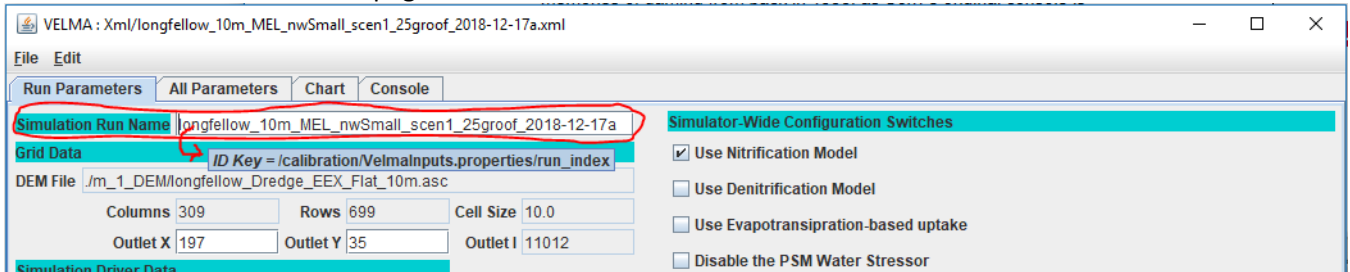 VELMA : Xml/longfellow_10m_MEL_nwSmall_scen1_25groof_2018-12-17a.xml
File Edit
Run Parameters All Parameters Chart Console
Simulation Run Name longfellow_10m_MEL_nwSmall_scen1_25groof_2018-12-17a
Simulator-Wide Configuration Switches
Grid Data
ID Key = /calibration/VelmaInputs.properties/run_index
Use Nitrification Model
DEM File ./m_1_DEM/longfellow_Dredge_EEX_Flat_10m.asc
Use Denitrification Model
Columns 309 Rows 699 Cell Size 10.0
Use Evapotransipration-based uptake
Outlet X 197 Outlet Y 35 Outlet I 11012
Disable the PSM Water Stressor
Simulation Driver Data